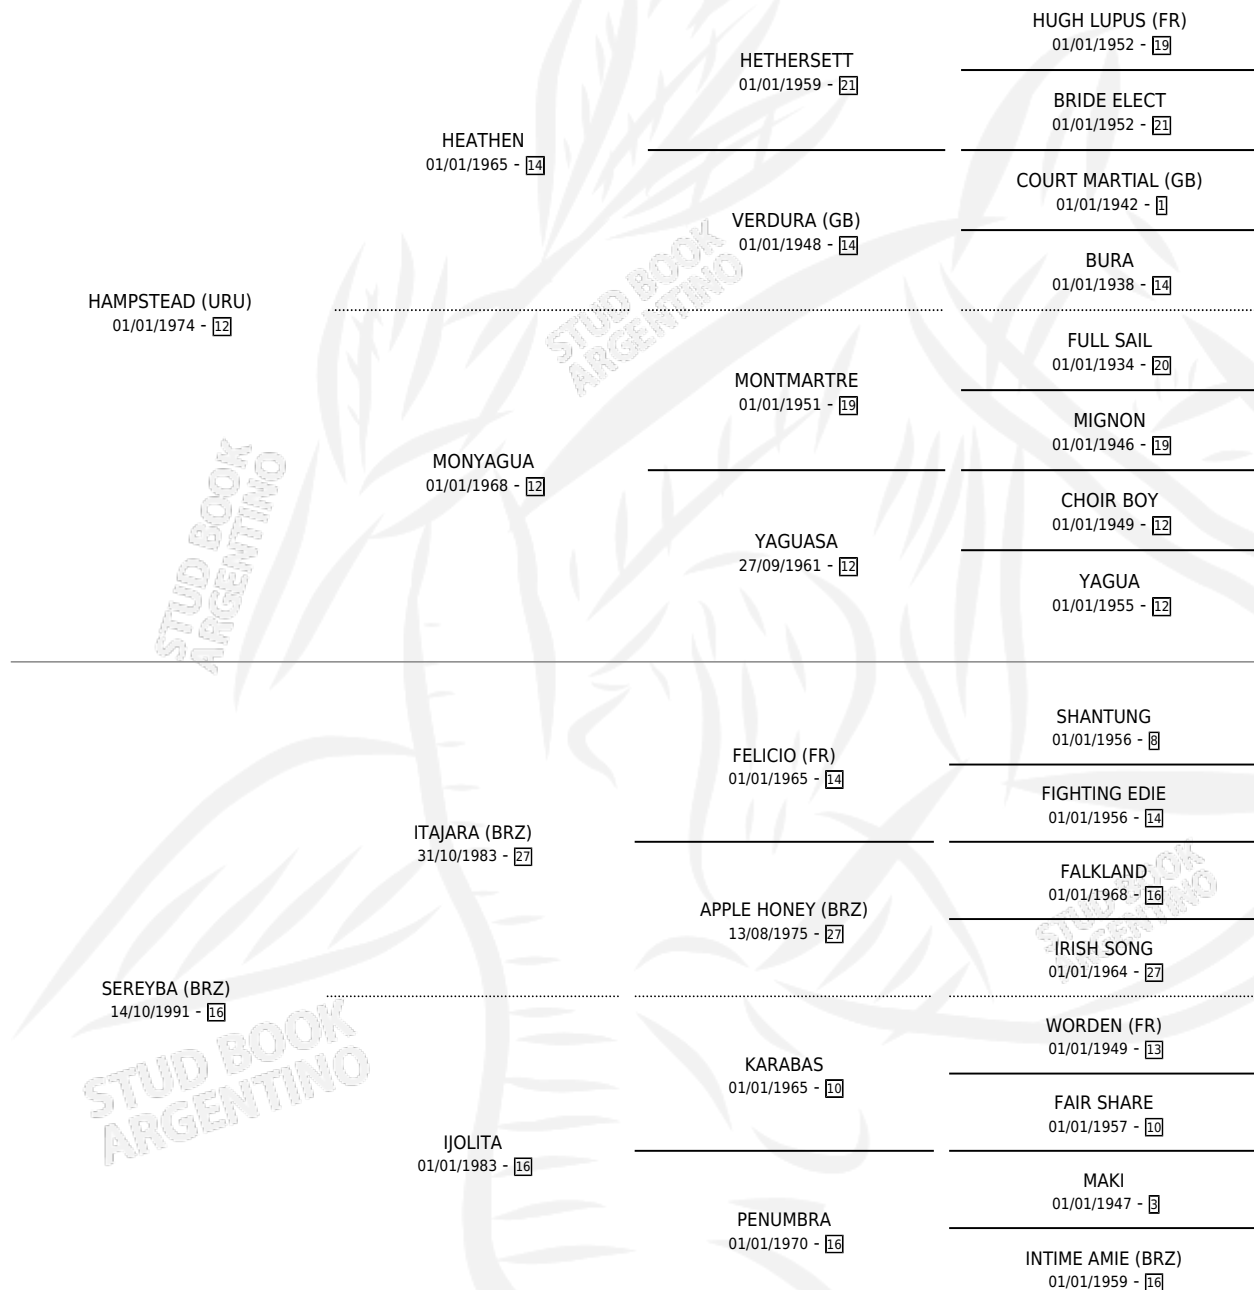 HUGH LUPUS (FR)
01/01/1952 - 19
HETHERSETT
01/01/1959 - 21
BRIDE ELECT
01/01/1952 - 21
HEATHEN
01/01/1965 - 14
COURT MARTIAL (GB)
01/01/1942 - 1
VERDURA (GB)
01/01/1948 - 14
BURA
01/01/1938 - 14
HAMPSTEAD (URU)
01/01/1974 - 12
FULL SAIL
01/01/1934 - 20
MONTMARTRE
01/01/1951 - 19
MIGNON
01/01/1946 - 19
MONYAGUA
01/01/1968 - 12
CHOIR BOY
01/01/1949 - 12
YAGUASA
27/09/1961 - 12
YAGUA
01/01/1955 - 12
SHANTUNG
01/01/1956 - 8
FELICIO (FR)
01/01/1965 - 14
FIGHTING EDIE
01/01/1956 - 14
ITAJARA (BRZ)
31/10/1983 - 27
FALKLAND
01/01/1968 - 16
APPLE HONEY (BRZ)
13/08/1975 - 27
IRISH SONG
01/01/1964 - 27
SEREYBA (BRZ)
14/10/1991 - 16
WORDEN (FR)
01/01/1949 - 13
KARABAS
01/01/1965 - 10
FAIR SHARE
01/01/1957 - 10
IJOLITA
01/01/1983 - 16
MAKI
01/01/1947 - 3
PENUMBRA
01/01/1970 - 16
INTIME AMIE (BRZ)
01/01/1959 - 16
STUD BOOK
ARGENTINO
STUD BOOK
ARGENTINO
STUD BOOK
ARGENTINO
STUD BOOK
ARGENTINO